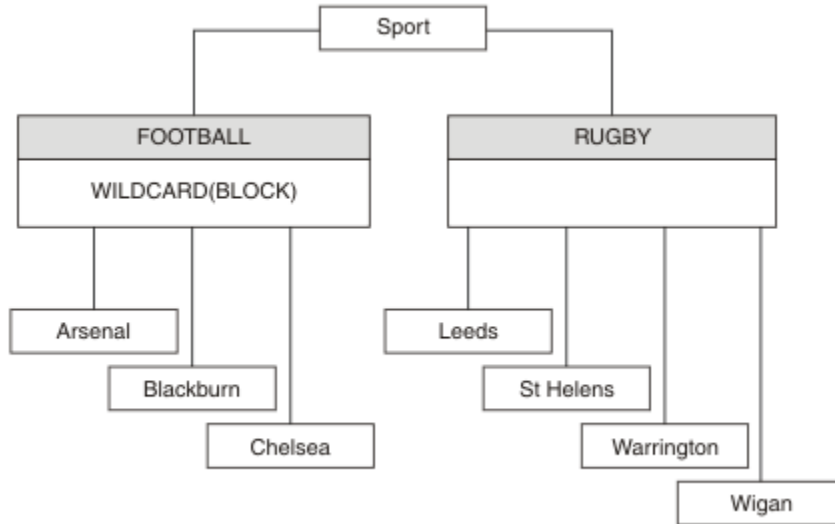 Sport
FOOTBALL
WILDCARD(BLOCK)
RUGBY
Arsenal
Blackburn
Chelsea
Leeds
St Helens
Warrington
Wigan